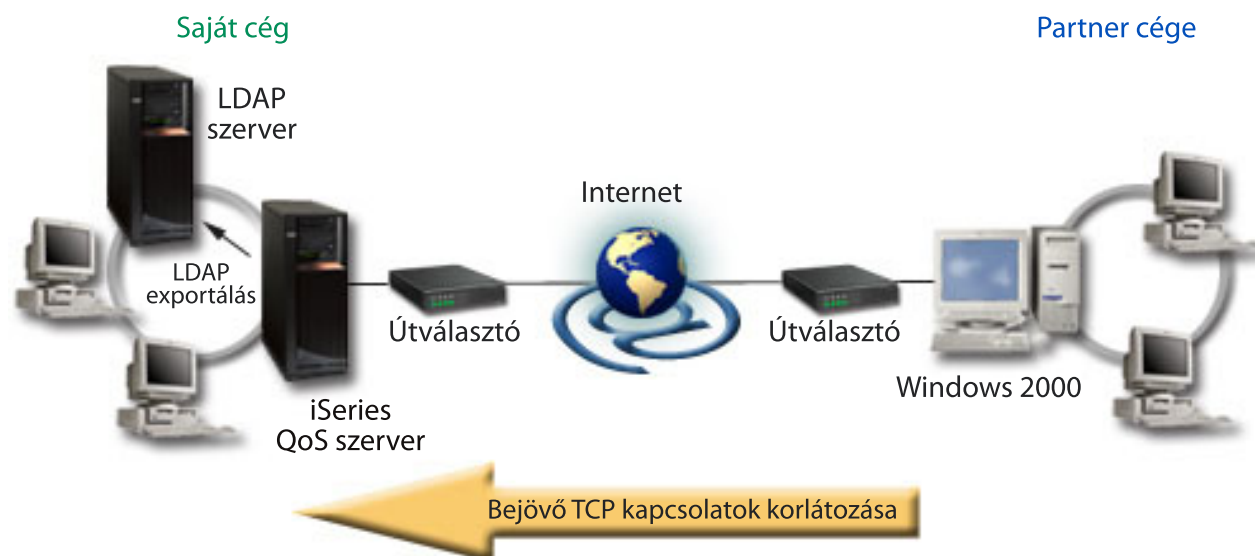 Saját cég
Partner cége
LDAP
szerver
Internet
LDAP
exportálás
Útválasztó
Útválasztó
Windows 2000
iSeries
QoS szerver
Bejövő TCP kapcsolatok korlátozása